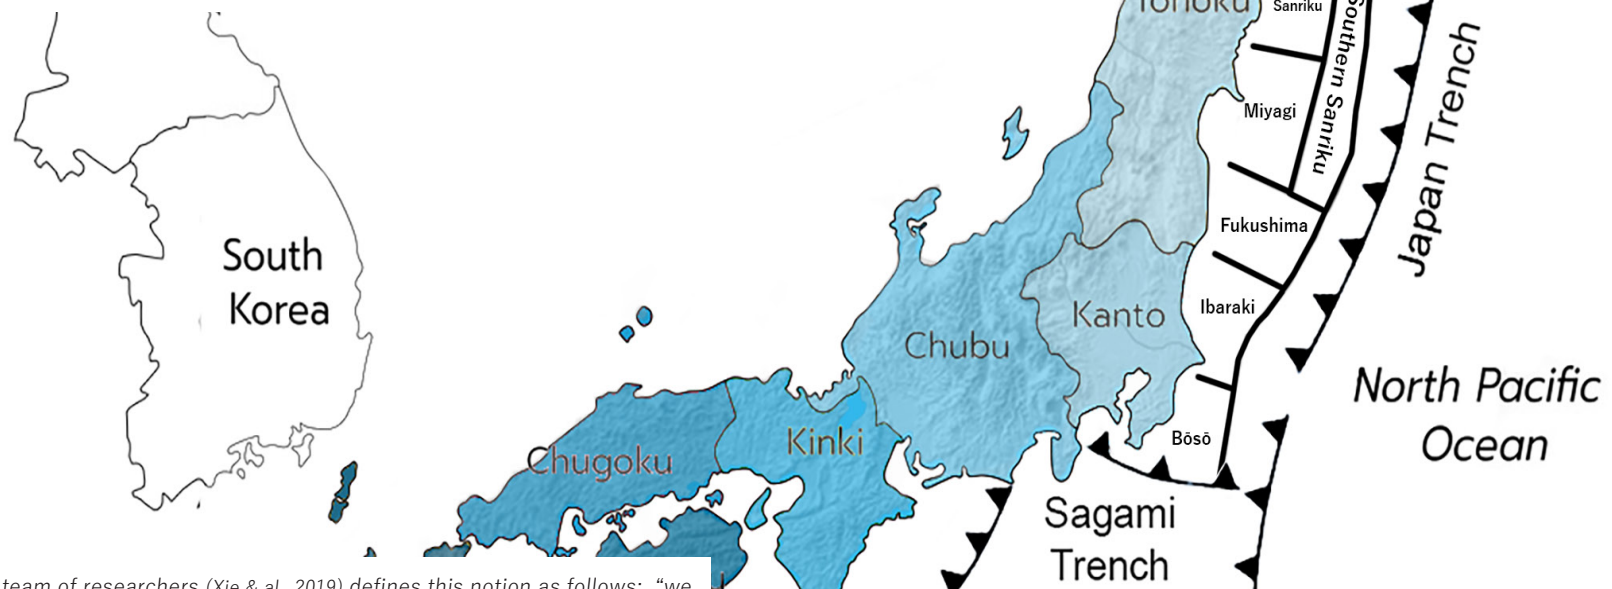 Tohoku
Sanriku
Southern Sanriku
Japan Trench
Miyagi
Fukushima
Ibaraki
South
Korea
Kanto
Chubu
North Pacific
Ocean
Kinki
Chugoku
Bōsō
Sagami
Trench
team of researchers (Xie & al., 2019) defines this notion as follows: “we